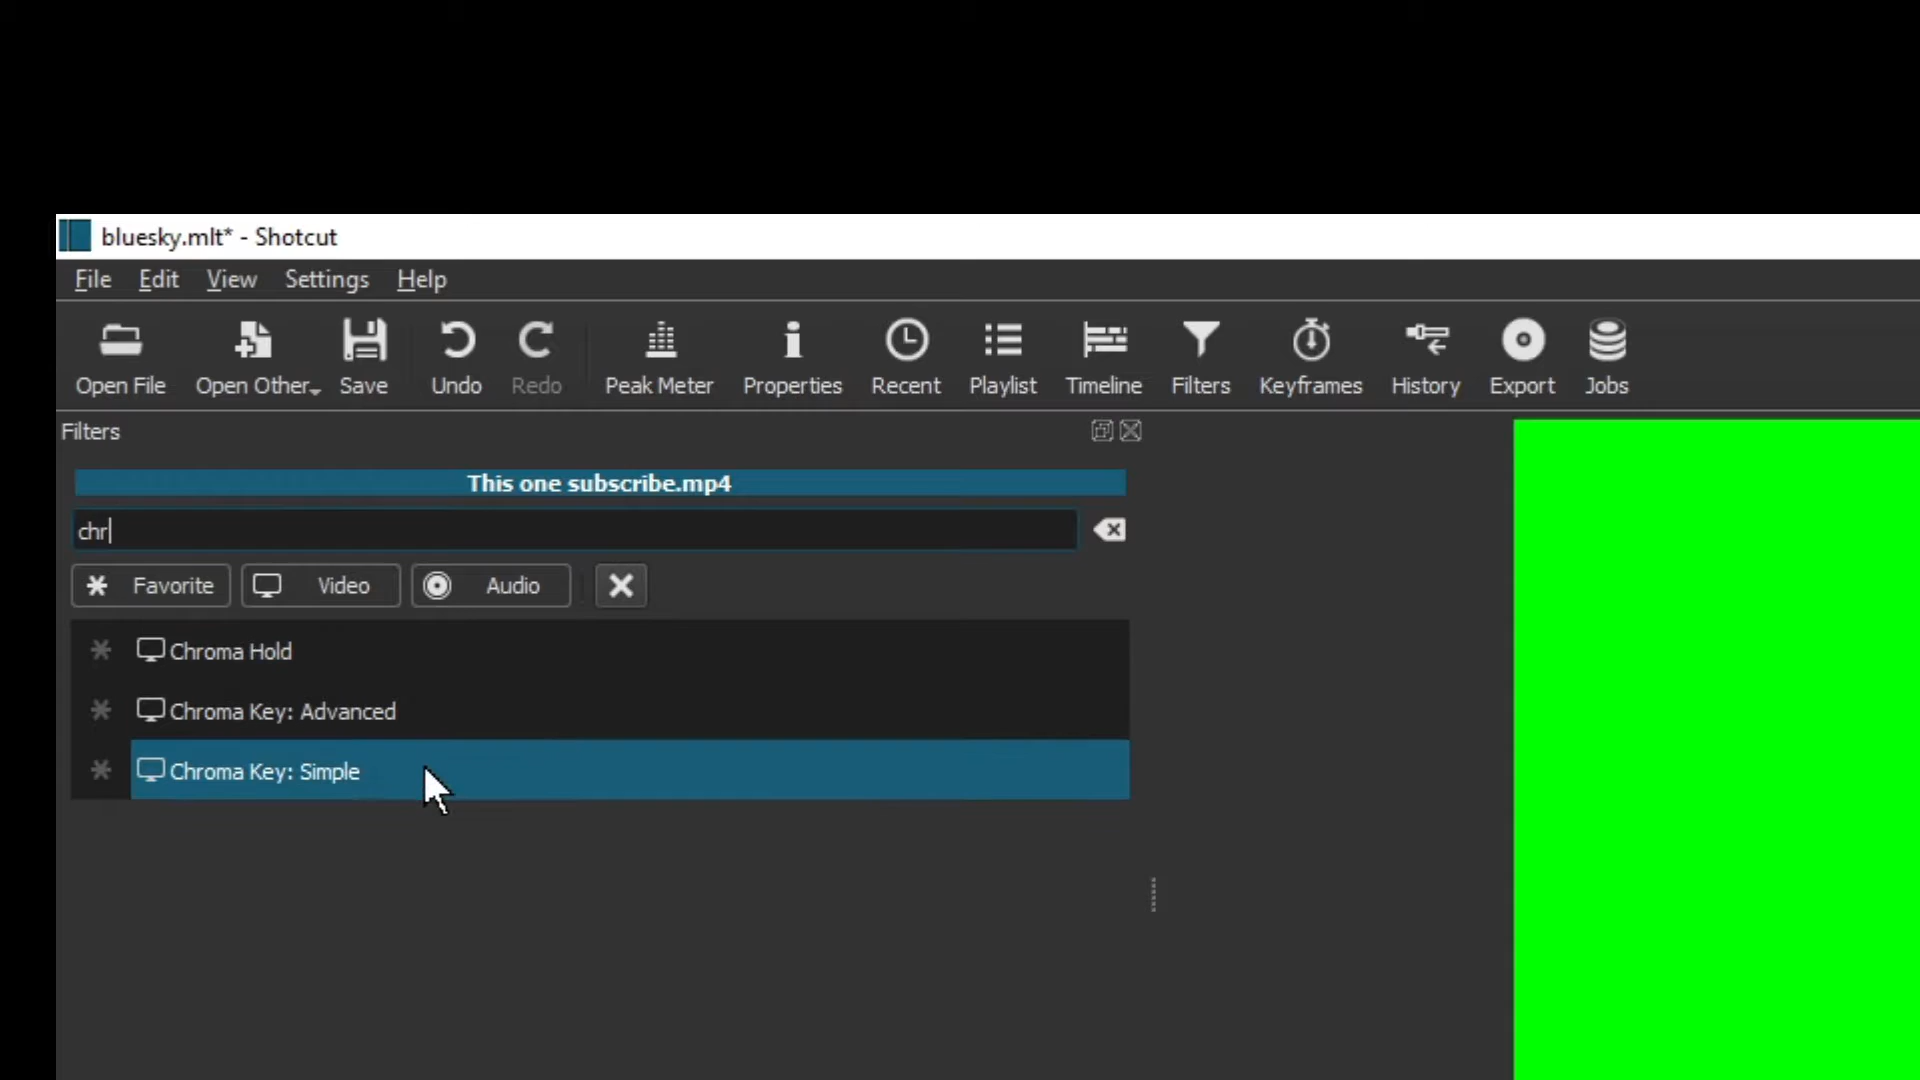 bluesky.mlt* - Shotcut
File Edit View Settings Help
Open File Open Other Save Undo Redo Peak Meter Properties Recent Playlist Timeline Filters Keyframes History Export Jobs
Filters
This one subscribe.mp4
chr
Favorite Video Audio
Chroma Hold
Chroma Key: Advanced
Chroma Key: Simple